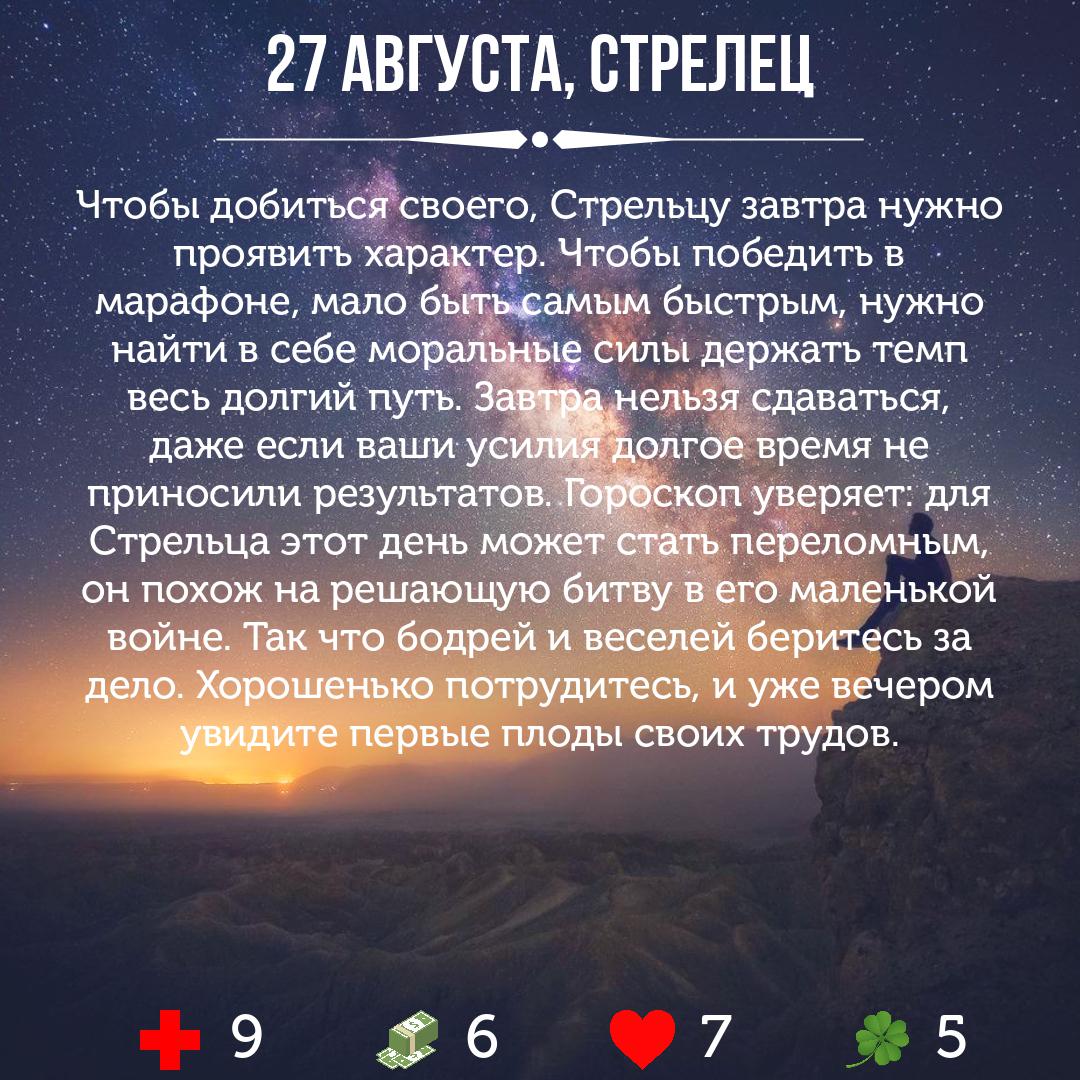 27 АВГУСТА, СТРЕЛЕЦ
Чтобы добиться своего, Стрельцу завтра нужно
проявить характер. Чтобы победить в
марафоне, мало быть самым быстрым, нужно
найти в себе моральные силы держать темп
весь долгий путь. Завтра нельзя сдаваться,
даже если ваши усилия долгое время не
приносили результатов. Гороскоп уверяет: для
Стрельца этот день может стать переломным,
он похож на решающую битву в его маленькой
войне. Так что бодрей и веселей беритесь за
дело. Хорошенько потрудитесь, и уже вечером
увидите первые плоды своих трудов.
9 6 7 5